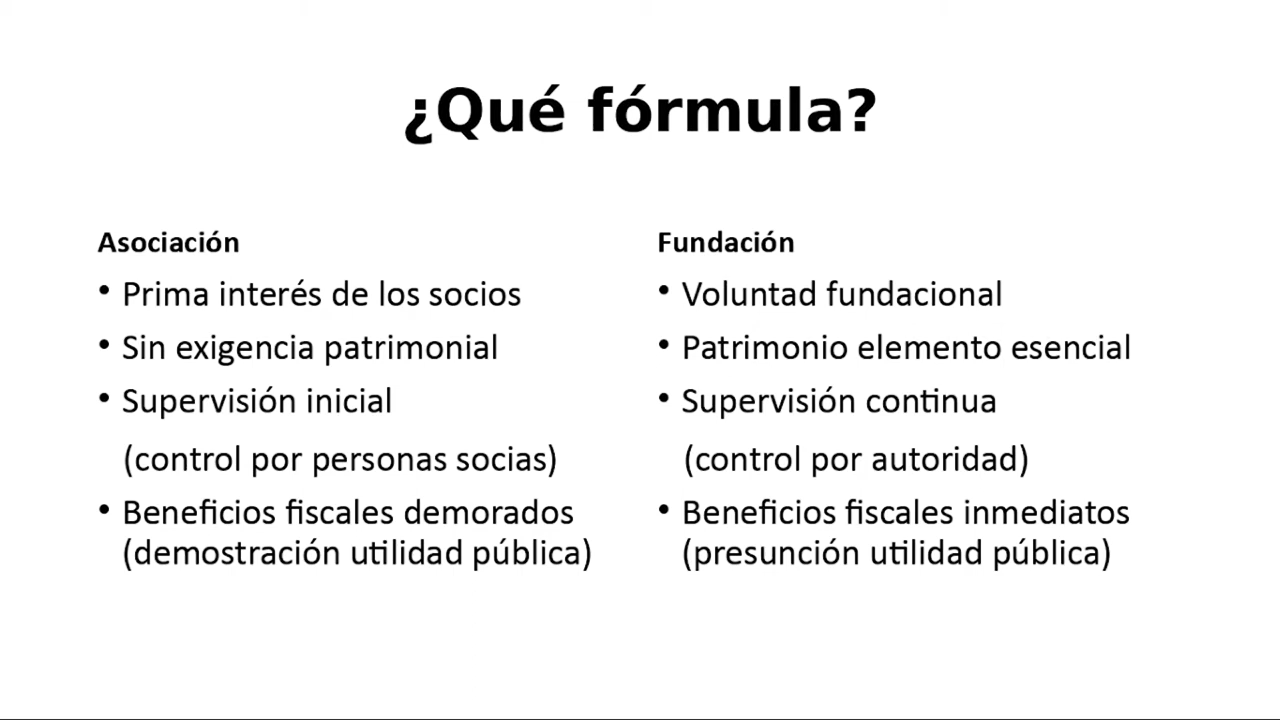 ¿Qué fórmula?
Asociación
• Prima interés de los socios
• Sin exigencia patrimonial
• Supervisión inicial
(control por personas socias)
• Beneficios fiscales demorados
(demostración utilidad pública)
Fundación
• Voluntad fundacional
• Patrimonio elemento esencial
• Supervisión continua
(control por autoridad)
• Beneficios fiscales inmediatos
(presunción utilidad pública)